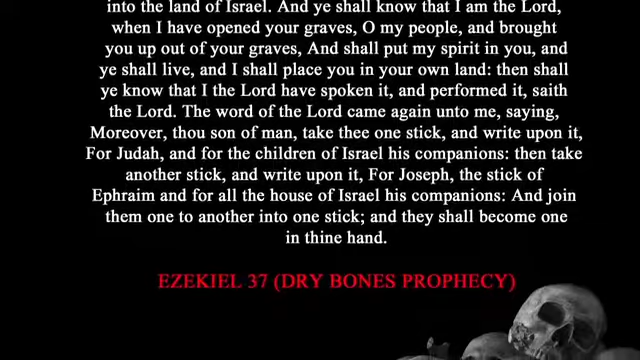 into the land of Israel. And ye shall know that I am the Lord,
when I have opened your graves, O my people, and brought
you up out of your graves, And shall put my spirit in you, and
ye shall live, and I shall place you in your own land: then shall
ye know that I the Lord have spoken it, and performed it, saith
the Lord. The word of the Lord came again unto me, saying,
Moreover, thou son of man, take thee one stick, and write upon it,
For Judah, and for the children of Israel his companions: then take
another stick, and write upon it, For Joseph, the stick of
Ephraim and for all the house of Israel his companions: And join
them one to another into one stick; and they shall become one
in thine hand.
EZEKIEL 37 (DRY BONES PROPHECY)